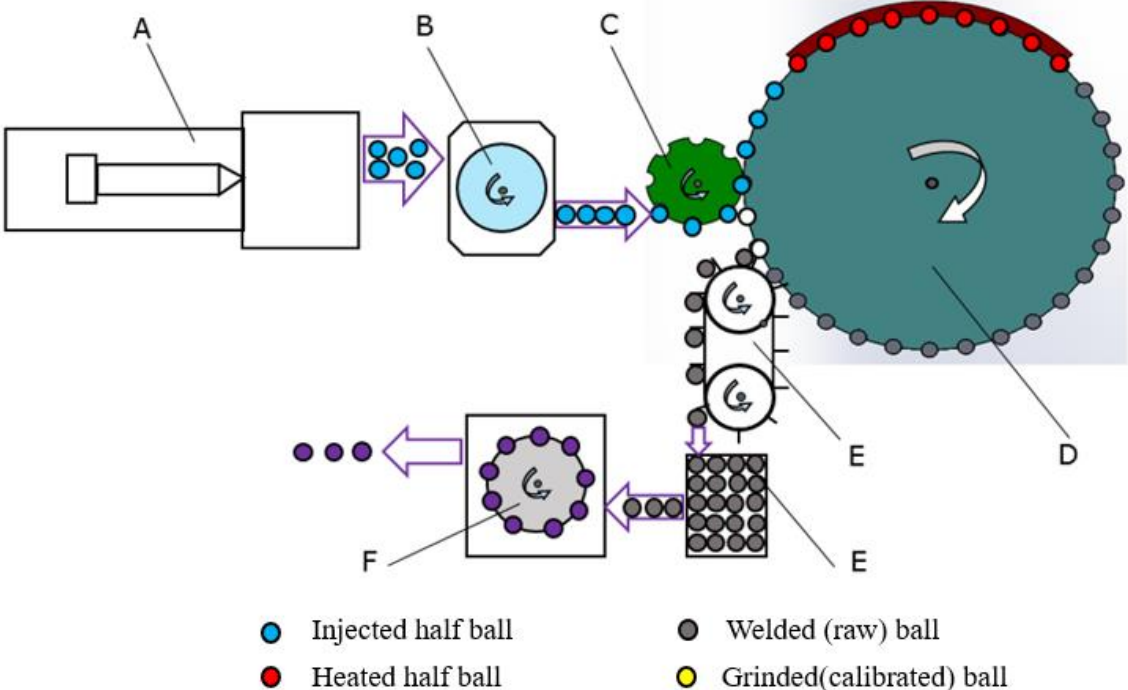 A
B
C
E
D
F
E
Injected half ball
Welded (raw) ball
Heated half ball
Grinded(calibrated) ball